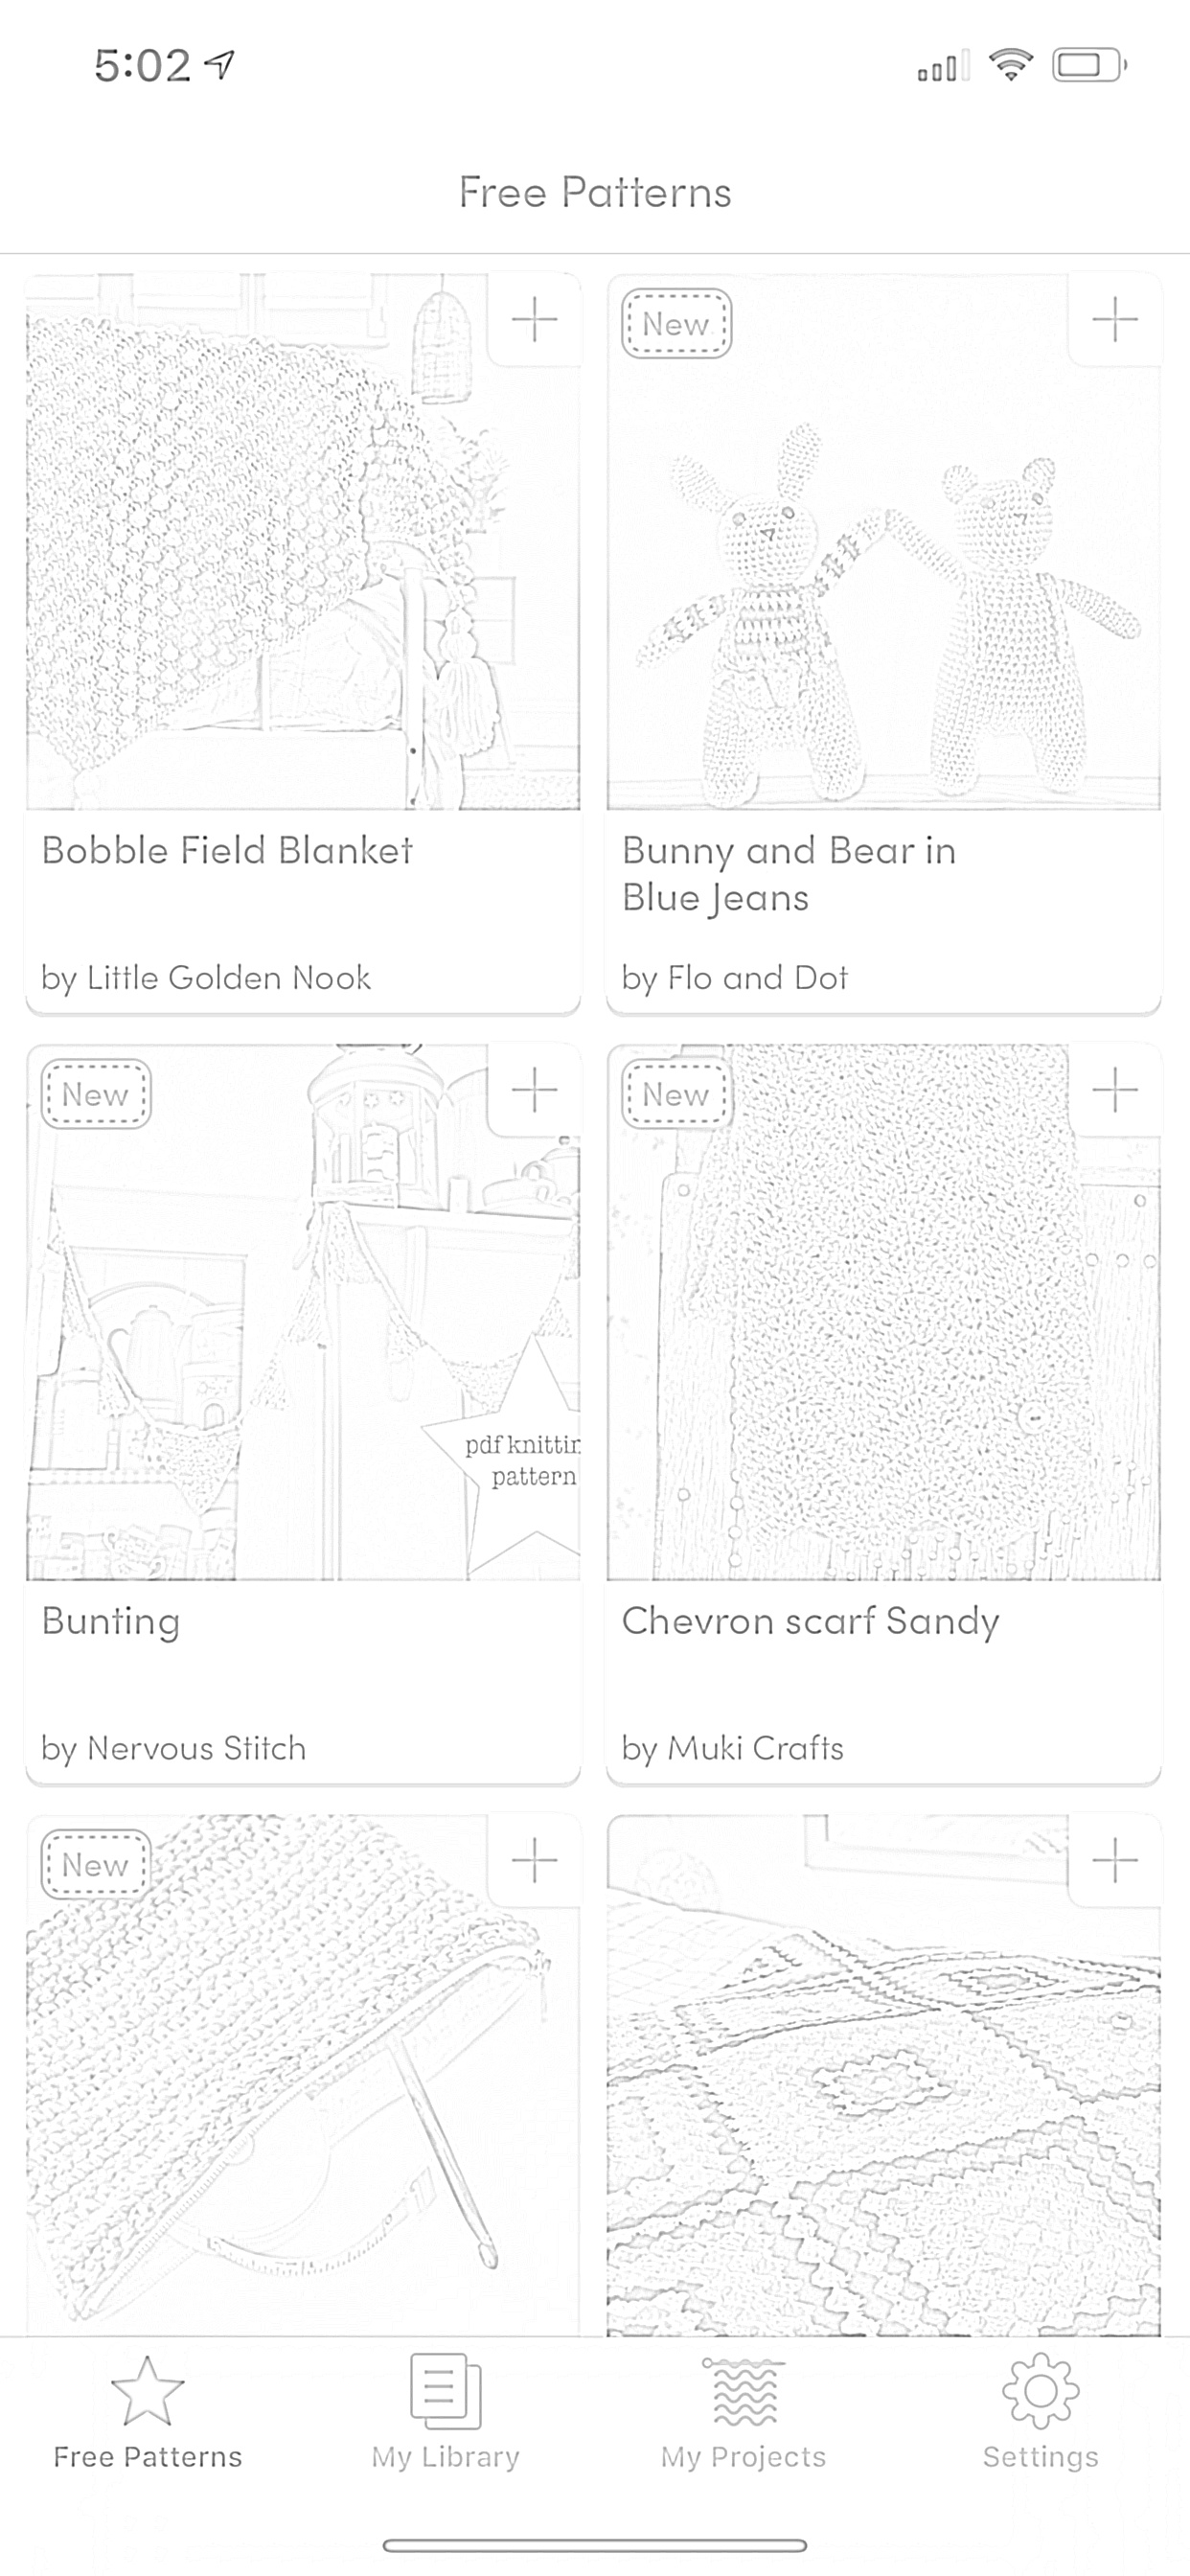 5:02
Free Patterns
New
Bobble Field Blanket
by Little Golden Nook
Bunny and Bear in
Blue Jeans
by Flo and Dot
New
pdf knittin
pattern
Bunting
by Nervous Stitch
New
Chevron scarf Sandy
by Muki Crafts
New
Free Patterns
My Library
My Projects
Settings